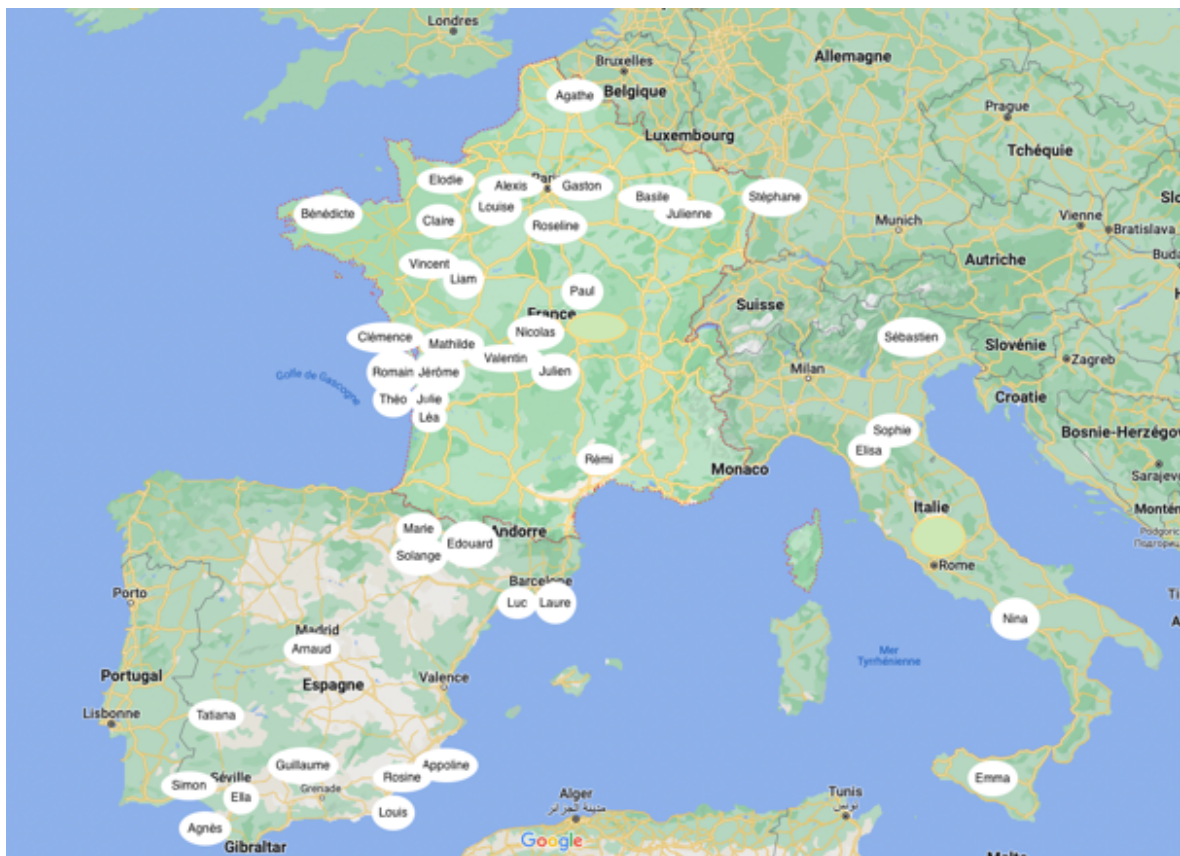 Londres
Bruxelles
Belgique
Allemagne
Agathe
Luxembourg
Prague
Tchéquie
Elodie
Alexis
Gaston
Basile
Stéphane
Louise
Julienne
Bénédicte
Claire
Roseline
Munich
Vienne
Bratislava
Autriche
Vincent
Liam
Paul
Suisse
France
Clémence
Mathilde
Nicolas
Sébastien
Slovénie
Zagreb
Valentin
Milan
Romain
Jérôme
Julien
Golfe de Gascogne
Théo
Julie
Croatie
Léa
Sophie
Elisa
Rémi
Monaco
Italie
Marie
Andorre
Solange
Edouard
Rome
Barcelone
Luc
Laure
Porto
Nina
Madrid
Arnaud
Mer
Tyrrhénienne
Portugal
Espagne
Valence
Lisbonne
Tatiana
Guillaume
Appoline
Séville
Simon
Rosine
Emma
Ella
Grenade
Louis
Alger
مدينة الجزائر
Tunis
تونس
Agnès
Gibraltar
Google